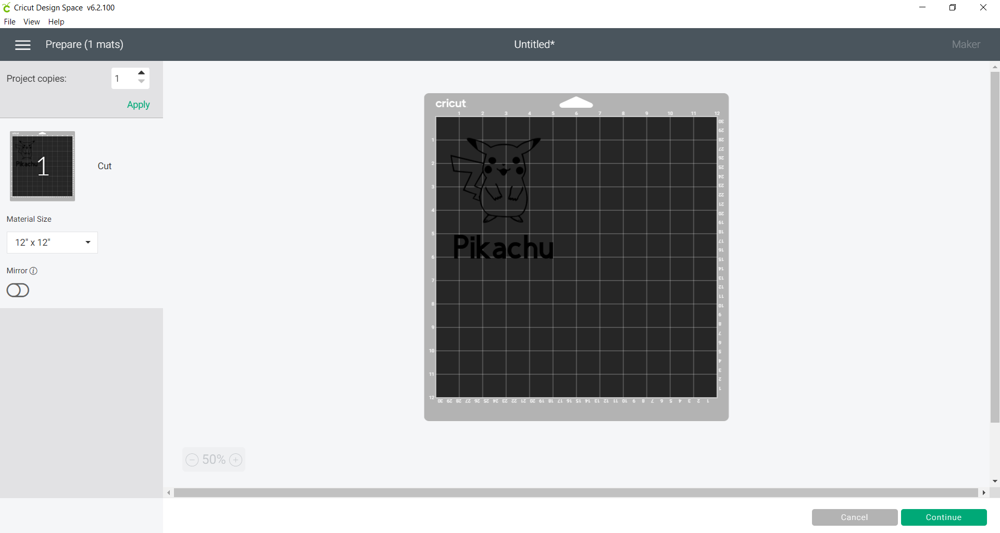 Cricut Design Space v6.2.100
File View Help
Prepare (1 mats)
Untitled*
Maker
Project copies: 1
Apply
cricut
1 2 3 4 5 6 7 8 9 10 11 12
1
2
3
4
5
6
7
8
9
10
11
12
Pikachu
30
29
28
27
26
25
24
23
22
21
20
19
18
17
16
15
14
13
12
11
10
9
8
7
6
5
4
3
2
1
30 29 28 27 26 25 24 23 22 21 20 19 18 17 16 15 14 13 12 11 10 9 8 7 6 5 4 3 2 1
Pikachu
1
Cut
Material Size
12" x 12"
Mirror
50%
Cancel
Continue